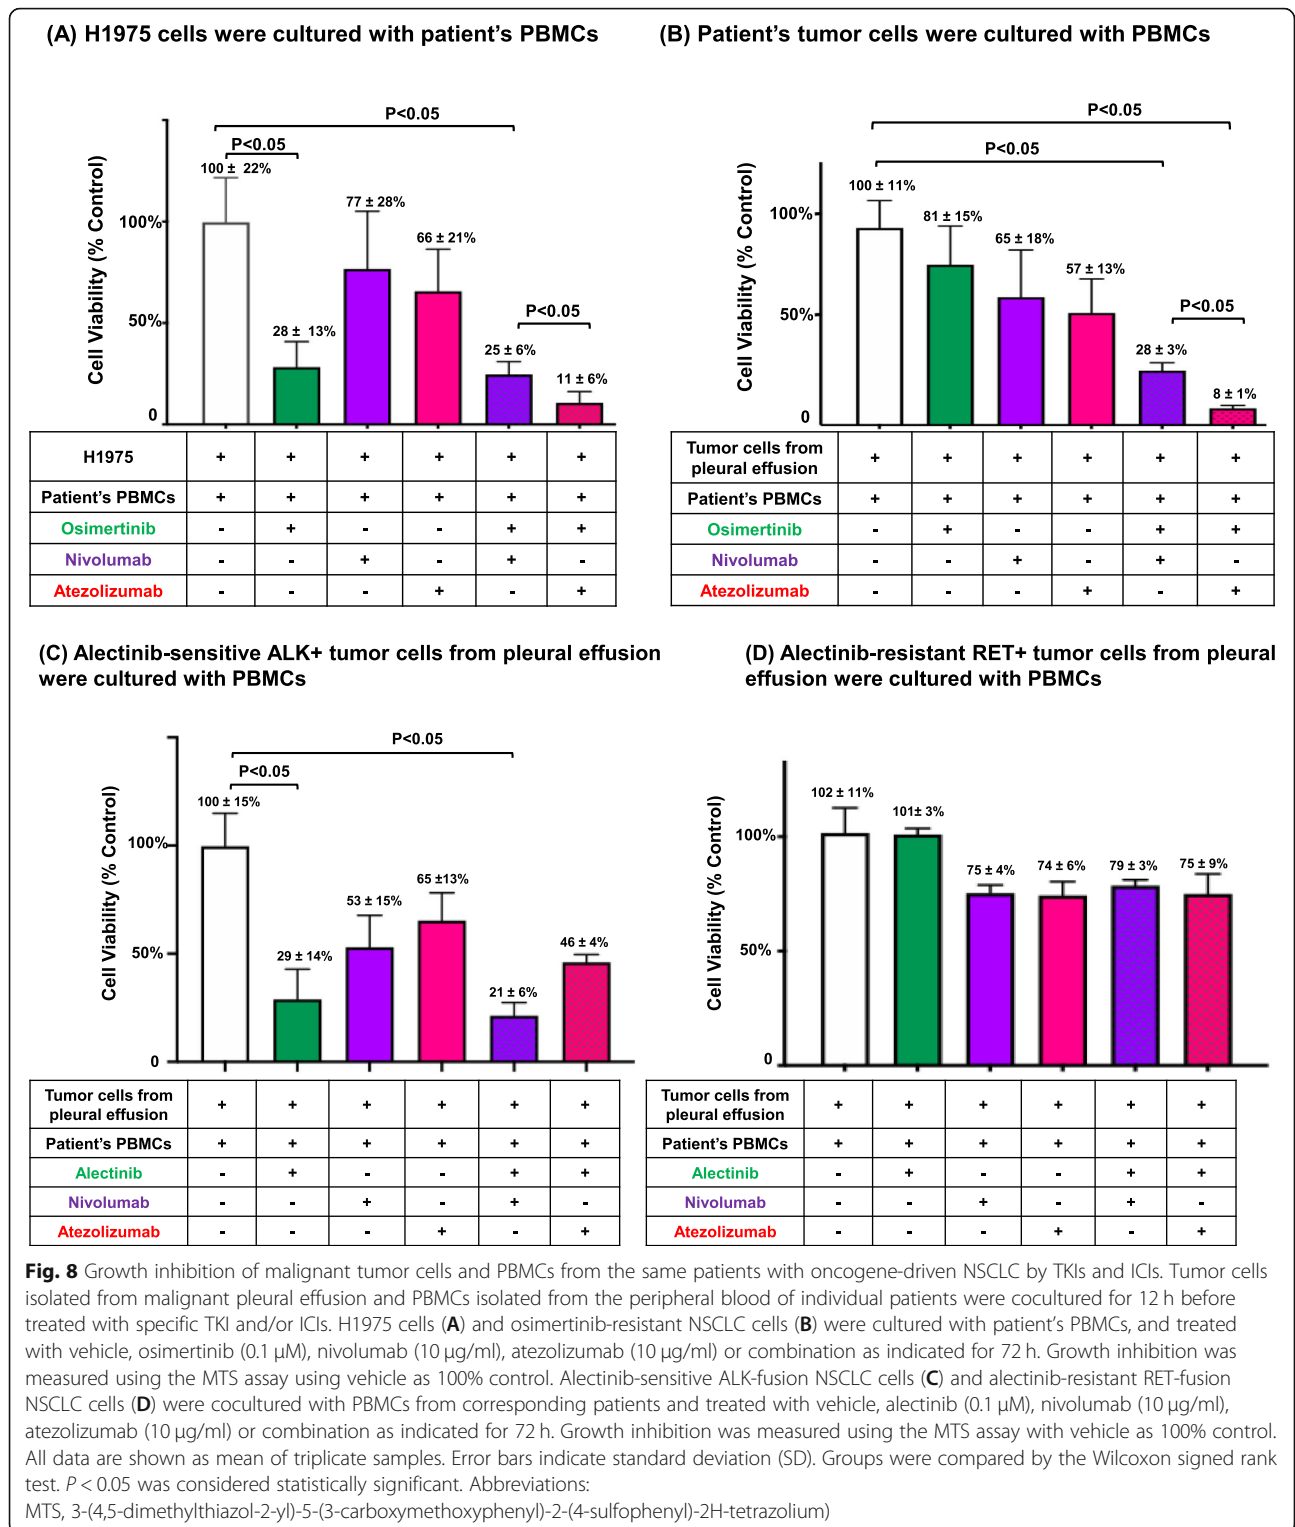 (A) H1975 cells were cultured with patient's PBMCs
P<0.05
P<0.05
100 ± 22%
77 ± 28%
66 ± 21%
28 ± 13%
P<0.05
25 ± 6%
11 ± 6%
Cell Viability (% Control)
100%
50%
0
H1975 + + + + + +
Patient's PBMCs + + + + + +
Osimertinib - + - - + +
Nivolumab - - + - + -
Atezolizumab - - - + - +
(B) Patient's tumor cells were cultured with PBMCs
P<0.05
P<0.05
100 ± 11%
81 ± 15%
65 ± 18%
57 ± 13%
P<0.05
28 ± 3%
8 ± 1%
Cell Viability (% Control)
100%
50%
0
Tumor cells from
pleural effusion + + + + + +
Patient's PBMCs + + + + + +
Osimertinib - + - - + +
Nivolumab - - + - + -
Atezolizumab - - - + - +
(C) Alectinib-sensitive ALK+ tumor cells from pleural effusion
were cultured with PBMCs
P<0.05
P<0.05
100 ± 15%
29 ± 14%
53 ± 15%
65 ±13%
21 ± 6%
46 ± 4%
Cell Viability (% Control)
100%
50%
0
Tumor cells from
pleural effusion + + + + + +
Patient's PBMCs + + + + + +
Alectinib - + - - + +
Nivolumab - - + - + -
Atezolizumab - - - + - +
(D) Alectinib-resistant RET+ tumor cells from pleural
effusion were cultured with PBMCs
102 ± 11%
101± 3%
75 ± 4%
74 ± 6%
79 ± 3%
75 ± 9%
Cell Viability (% Control)
100%
50%
0
Tumor cells from
pleural effusion + + + + + +
Patient's PBMCs + + + + + +
Alectinib - + - - + +
Nivolumab - - + - + -
Atezolizumab - - - + - +
Fig. 8 Growth inhibition of malignant tumor cells and PBMCs from the same patients with oncogene-driven NSCLC by TKIs and ICIs. Tumor cells
isolated from malignant pleural effusion and PBMCs isolated from the peripheral blood of individual patients were cocultured for 12 h before
treated with specific TKI and/or ICIs. H1975 cells (A) and osimertinib-resistant NSCLC cells (B) were cultured with patient's PBMCs, and treated
with vehicle, osimertinib (0.1 μM), nivolumab (10 μg/ml), atezolizumab (10 μg/ml) or combination as indicated for 72 h. Growth inhibition was
measured using the MTS assay using vehicle as 100% control. Alectinib-sensitive ALK-fusion NSCLC cells (C) and alectinib-resistant RET-fusion
NSCLC cells (D) were cocultured with PBMCs from corresponding patients and treated with vehicle, alectinib (0.1 μM), nivolumab (10 μg/ml),
atezolizumab (10 μg/ml) or combination as indicated for 72 h. Growth inhibition was measured using the MTS assay with vehicle as 100% control.
All data are shown as mean of triplicate samples. Error bars indicate standard deviation (SD). Groups were compared by the Wilcoxon signed rank
test. P < 0.05 was considered statistically significant. Abbreviations:
MTS, 3-(4,5-dimethylthiazol-2-yl)-5-(3-carboxymethoxyphenyl)-2-(4-sulfophenyl)-2H-tetrazolium)